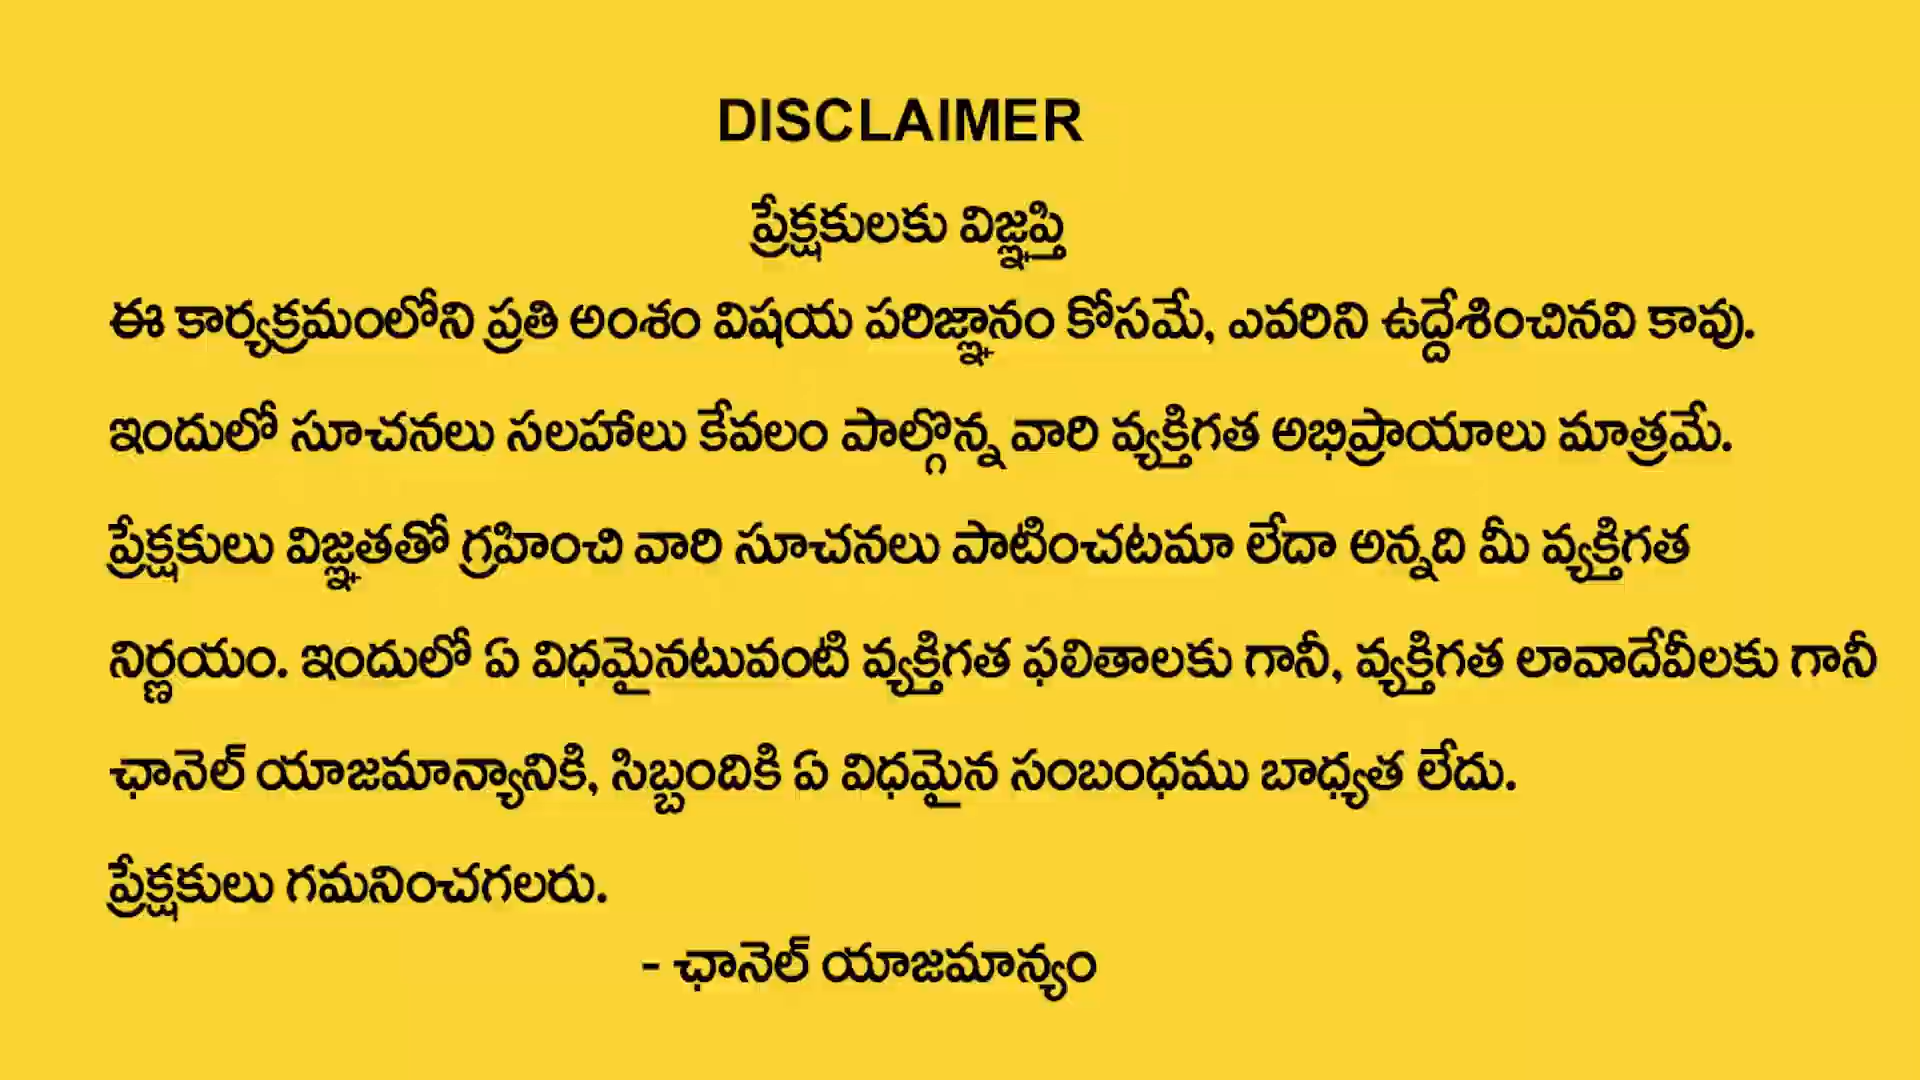 DISCLAIMER
ప్రేక్షకులకు విజ్ఞప్తి
ఈ కార్యక్రమంలోని ప్రతి అంశం విషయ పరిజ్ఞానం కోసమే, ఎవరిని ఉద్దేశించినవి కావు.
ఇందులో సూచనలు సలహాలు కేవలం పాల్గొన్న వారి వ్యక్తిగత అభిప్రాయాలు మాత్రమే.
ప్రేక్షకులు విజ్ఞతతో గ్రహించి వారి సూచనలు పాటించటమా లేదా అన్నది మీ వ్యక్తిగత
నిర్ణయం. ఇందులో ఏ విధమైనటువంటి వ్యక్తిగత ఫలితాలకు గానీ, వ్యక్తిగత లావాదేవీలకు గానీ
ఛానెల్ యాజమాన్యానికి, సిబ్బందికి ఏ విధమైన సంబంధము బాధ్యత లేదు.
ప్రేక్షకులు గమనించగలరు.
- ఛానెల్ యాజమాన్యం